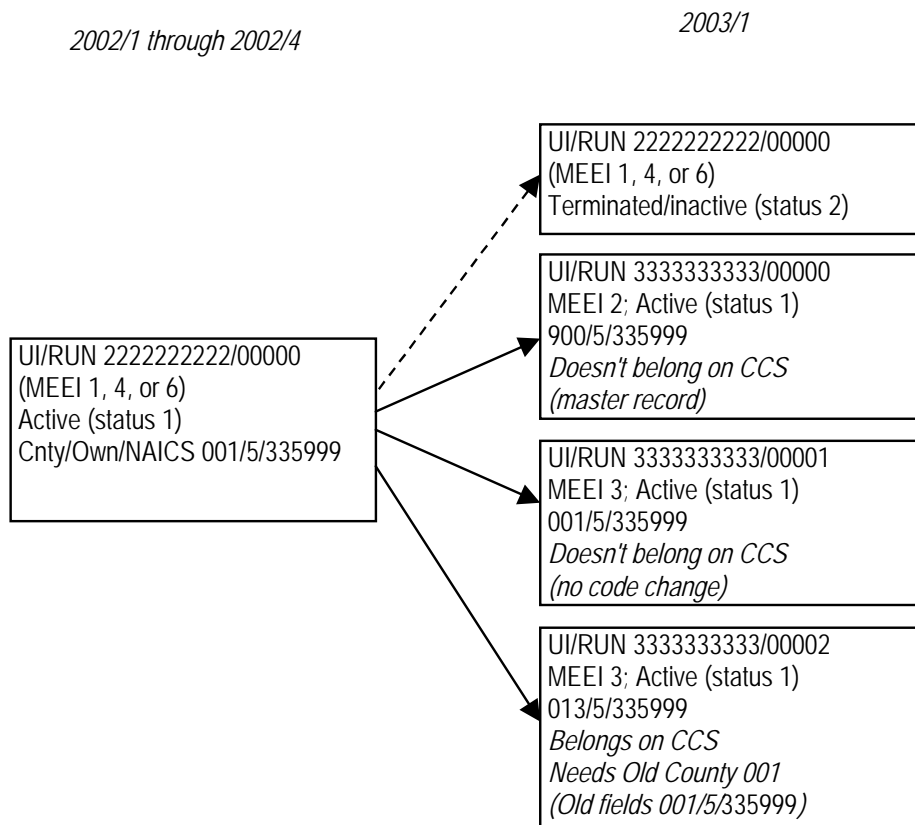 2002/1 through 2002/4
2003/1
UI/RUN 2222222222/00000
(MEEI 1, 4, or 6)
Active (status 1)
Cnty/Own/NAICS 001/5/335999
UI/RUN 2222222222/00000
(MEEI 1, 4, or 6)
Terminated/inactive (status 2)
UI/RUN 3333333333/00000
MEEI 2; Active (status 1)
900/5/335999
Doesn't belong on CCS
(master record)
UI/RUN 3333333333/00001
MEEI 3; Active (status 1)
001/5/335999
Doesn't belong on CCS
(no code change)
UI/RUN 3333333333/00002
MEEI 3; Active (status 1)
013/5/335999
Belongs on CCS
Needs Old County 001
(Old fields 001/5/335999)